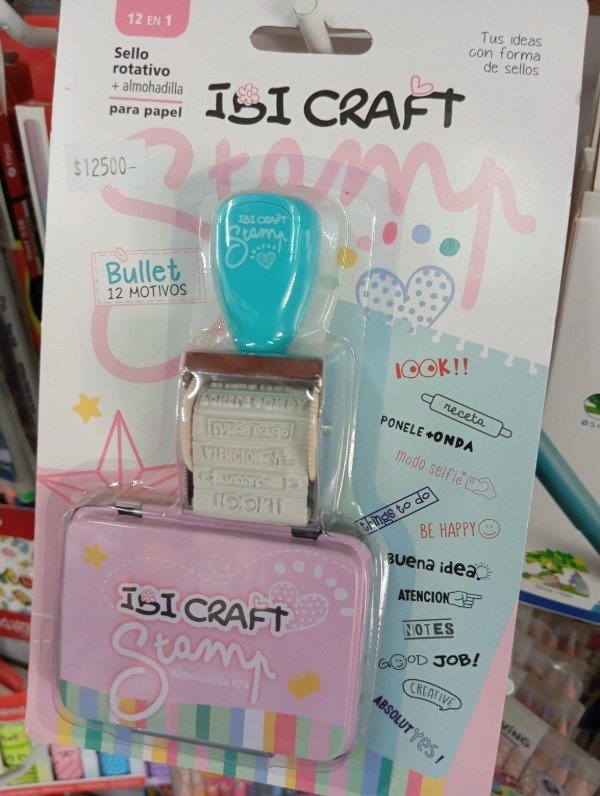 12 EN 1
Sello
rotativo
+ almohadilla
para papel
Tus ideas
con forma
de sellos
IBI CRAFT
Stamp
$12500-
IBI CRAFT
Stamp
Bullet
12 MOTIVOS
LOOK!!
receta
PONELE +ONDA
modo selfie
things to do
BE HAPPY
Buena idea
ATENCION
NOTES
GOOD JOB!
CREATIVE
ABSOLUT YES!
IBI CRAFT
Stamp
Almohadilla N°4